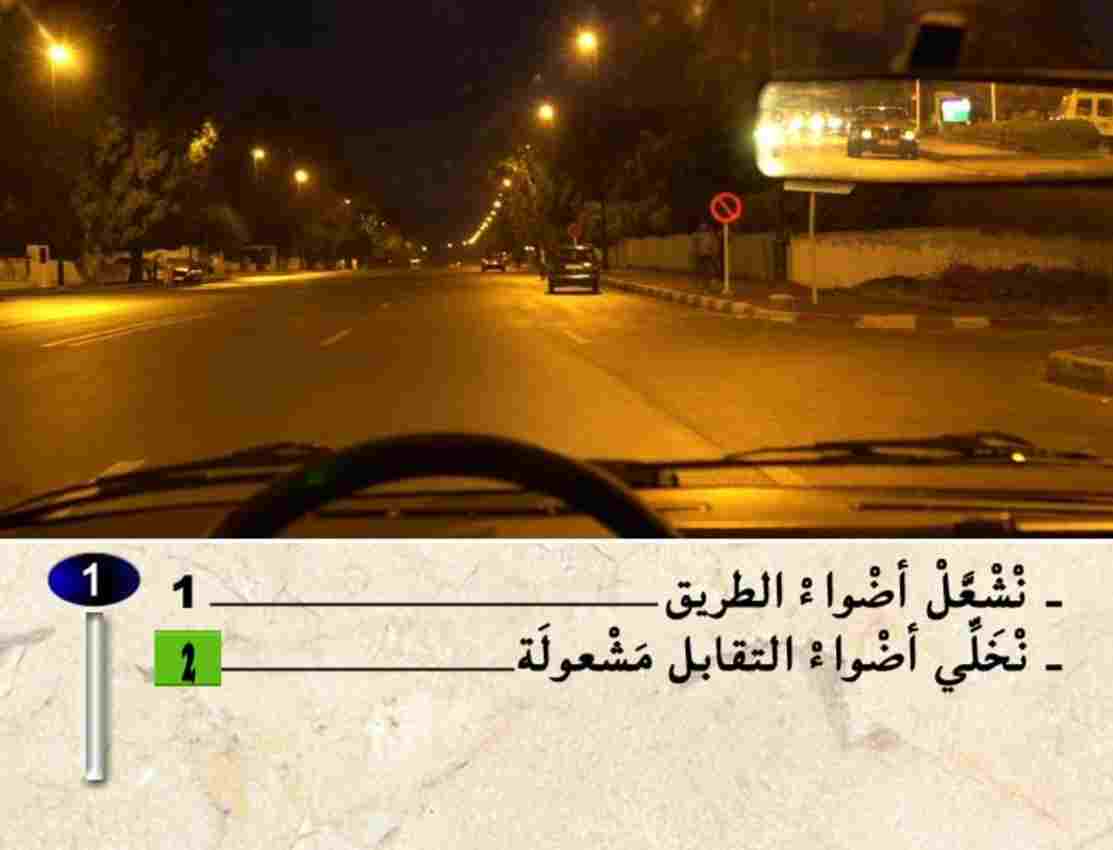 1
ـ نْشْعَّلْ أضْواءْ الطريق 1
ـ نْخَلِّي أضْواءْ التقابل مَشْعولَة 2